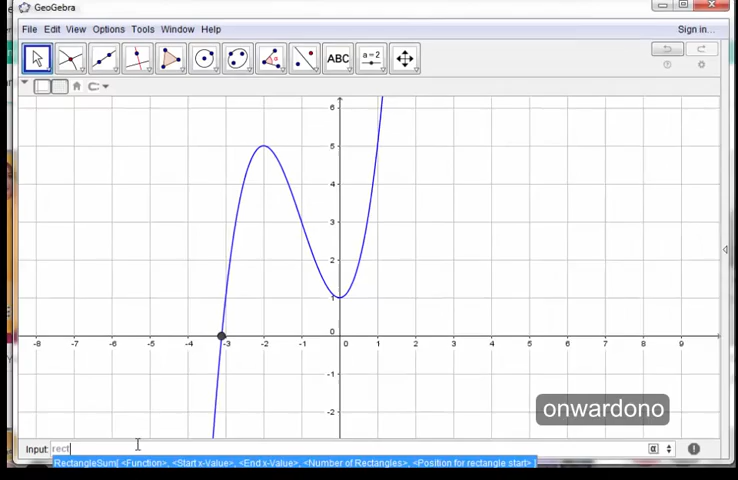 GeoGebra
File Edit View Options Tools Window Help Sign in...
ABC a = 2
6
5
4
3
2
1
0
-8 -7 -6 -5 -4 -3 -2 -1 0 1 2 3 4 5 6 7 8 9
-1
-2
onwardono
Input: rect
RectangleSum[ <Function>, <Start x-Value>, <End x-Value>, <Number of Rectangles>, <Position for rectangle start> ]